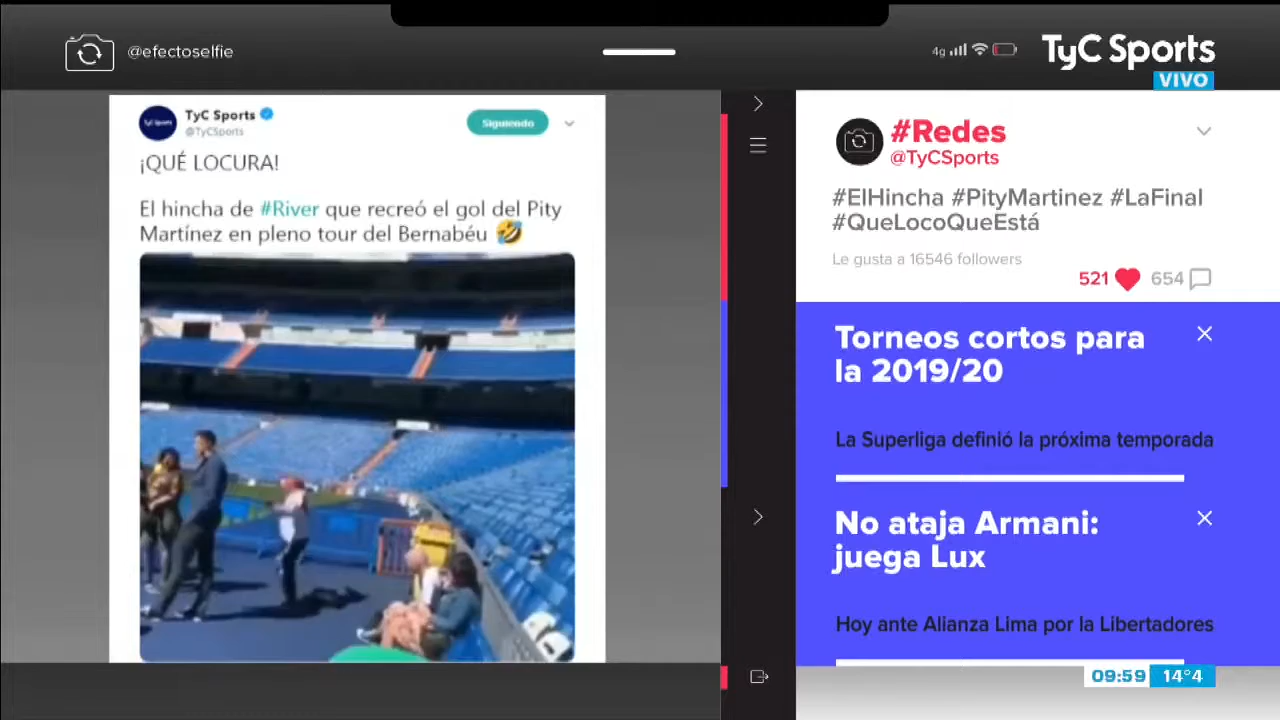 @efectoselfie
4g
TyC Sports
VIVO
TyC Sports
TyC Sports
@TyCSports
Siguiendo
¡QUÉ LOCURA!
El hincha de #River que recreó el gol del Pity
Martínez en pleno tour del Bernabéu 🤣
#Redes
@TyCSports
#ElHincha #PityMartinez #LaFinal
#QueLocoQueEstá
Le gusta a 16546 followers
521
654
Torneos cortos para
la 2019/20
La Superliga definió la próxima temporada
No ataja Armani:
juega Lux
Hoy ante Alianza Lima por la Libertadores
09:59 14°4